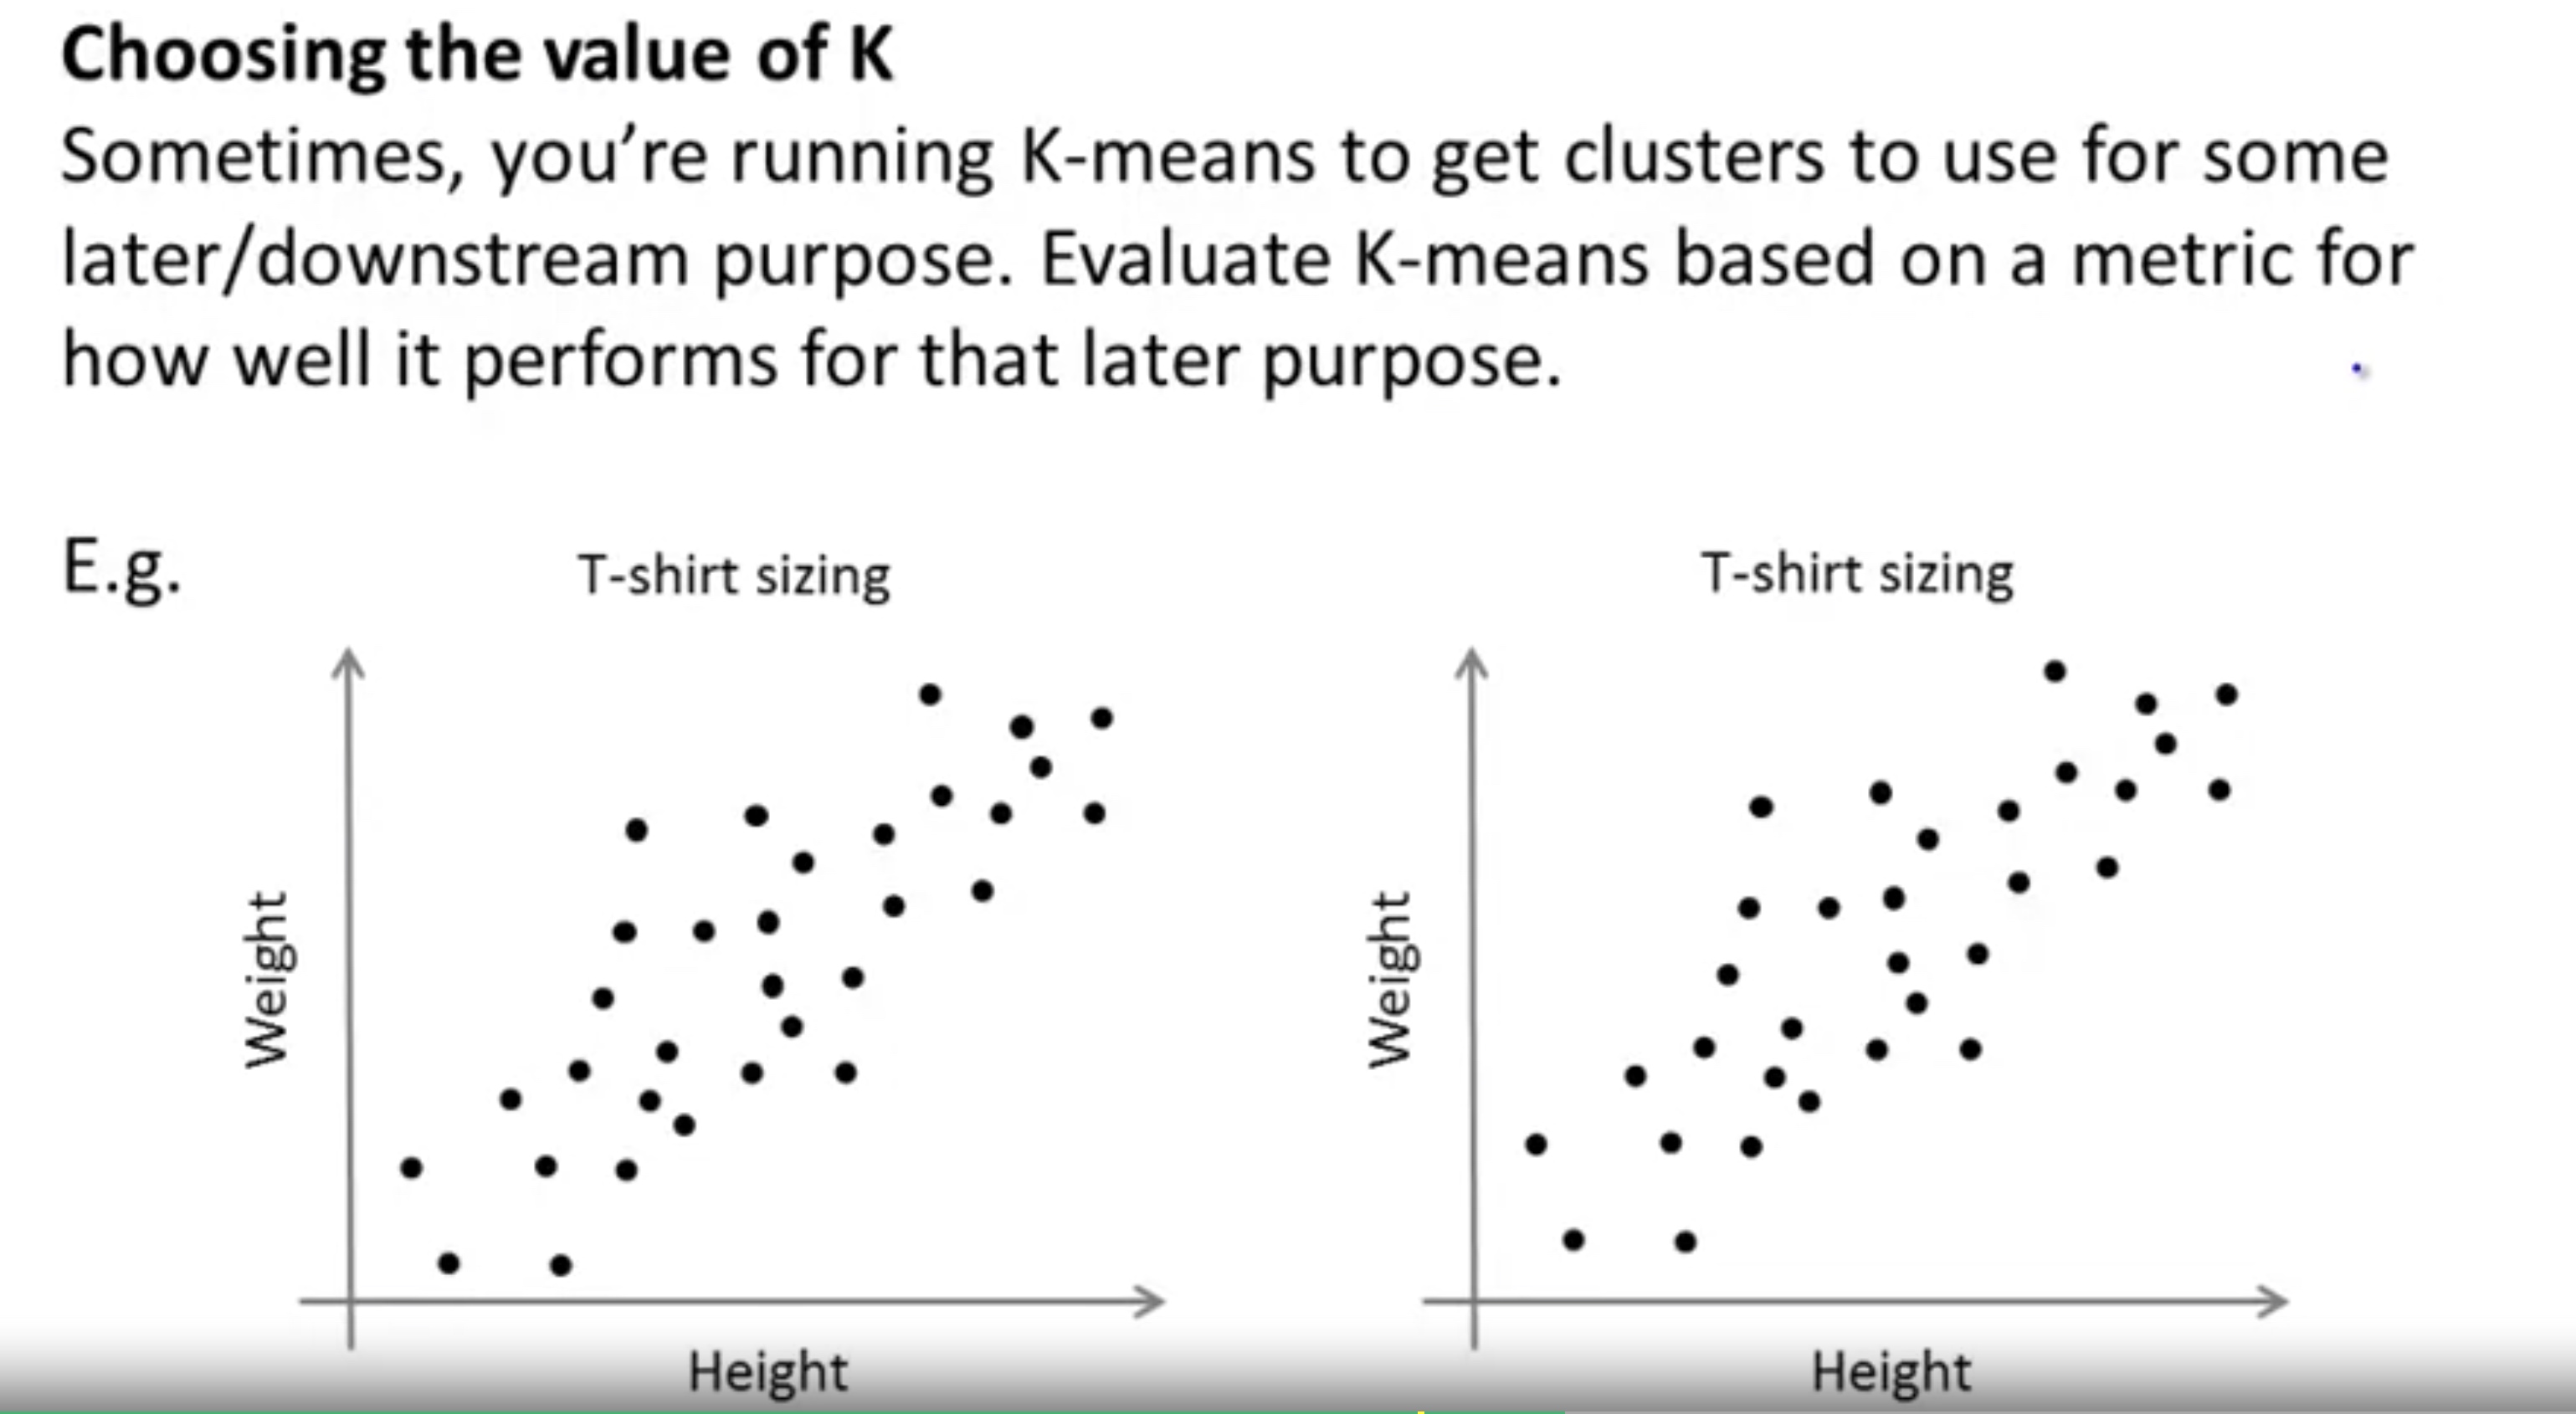 Choosing the value of K
Sometimes, you're running K-means to get clusters to use for some
later/downstream purpose. Evaluate K-means based on a metric for
how well it performs for that later purpose.
E.g.
T-shirt sizing
Weight
Height
T-shirt sizing
Weight
Height